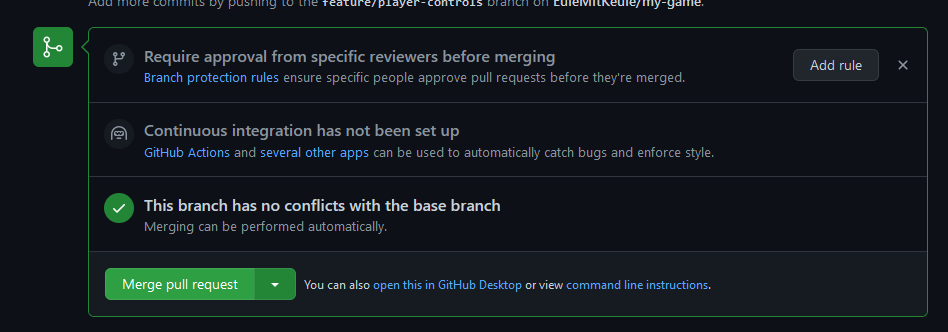 Add more commits by pushing to the feature/player-controls branch on EuleMitKeule/my-game.
Require approval from specific reviewers before merging
Branch protection rules ensure specific people approve pull requests before they're merged.
Add rule
Continuous integration has not been set up
GitHub Actions and several other apps can be used to automatically catch bugs and enforce style.
This branch has no conflicts with the base branch
Merging can be performed automatically.
Merge pull request
You can also open this in GitHub Desktop or view command line instructions.